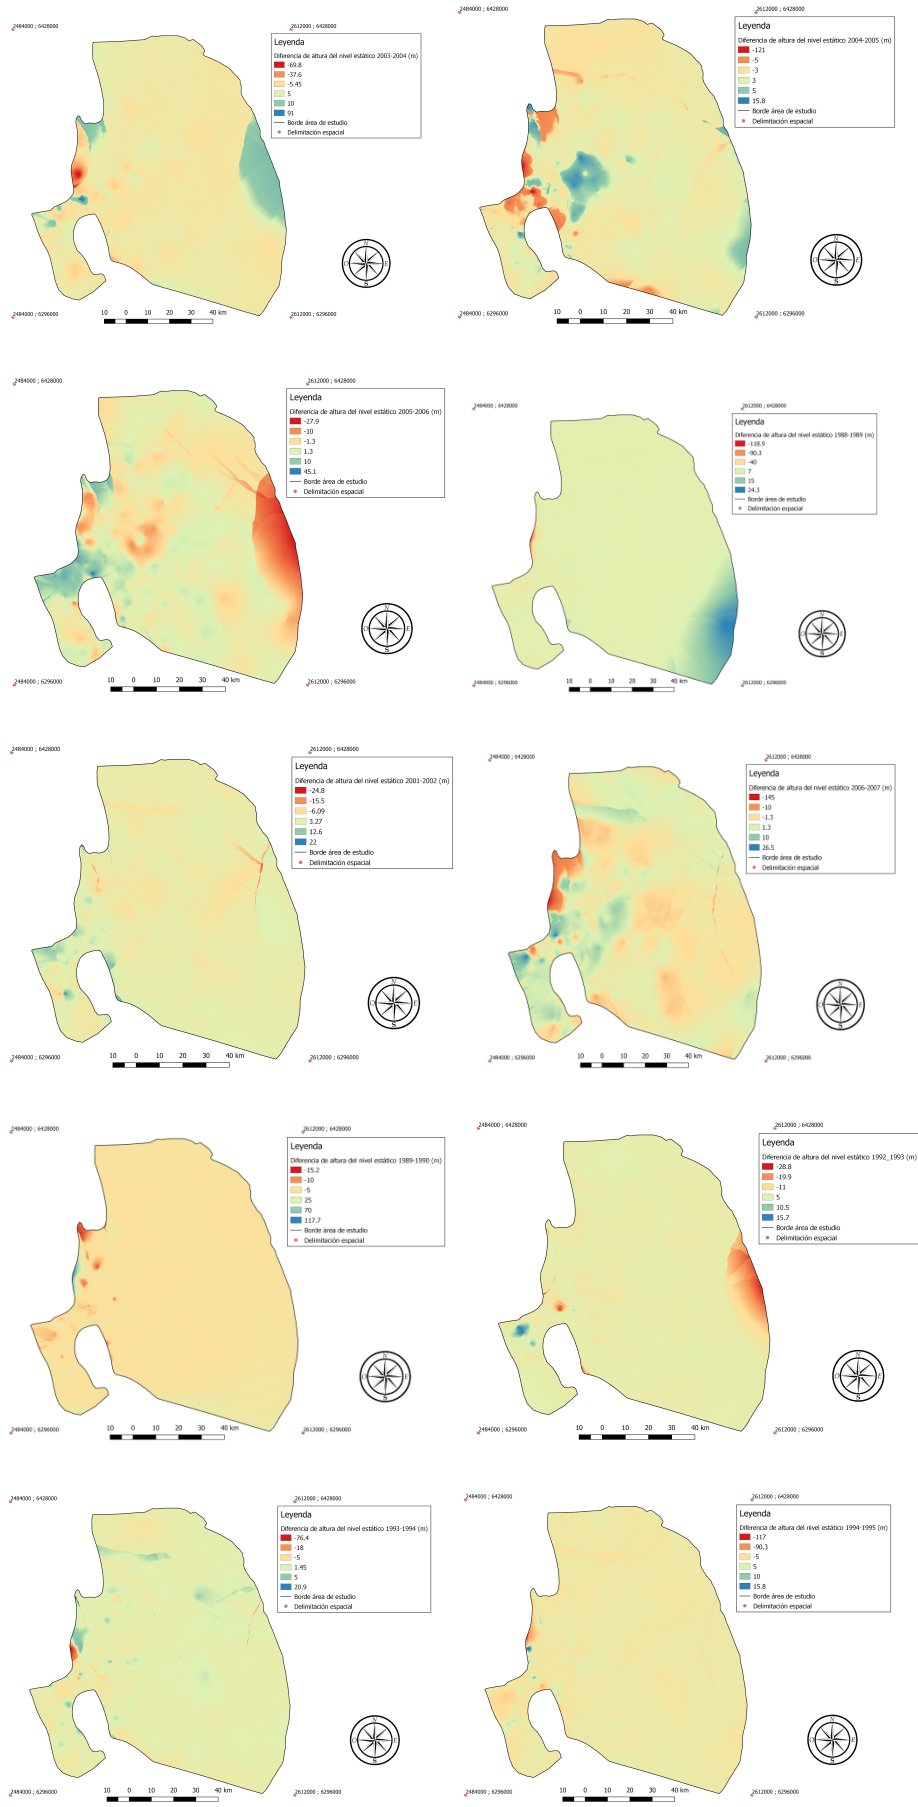 2484000 ; 6428000
2612000 ; 6428000
Leyenda
Diferencia de altura del nivel estático 2003-2004 (m)
-69.8
-37.6
-5.45
5
10
91
Borde área de estudio
Delimitación espacial
N
O E
S
2484000 ; 6296000
2612000 ; 6296000
10 0 10 20 30 40 km
2484000 ; 6428000
2612000 ; 6428000
Leyenda
Diferencia de altura del nivel estático 2004-2005 (m)
-121
-5
-3
3
5
15.8
Borde área de estudio
Delimitación espacial
N
O E
S
2484000 ; 6296000
2612000 ; 6296000
10 0 10 20 30 40 km
2484000 ; 6428000
2612000 ; 6428000
Leyenda
Diferencia de altura del nivel estático 2005-2006 (m)
-27.9
-10
-1.3
1.3
10
45.1
Borde área de estudio
Delimitación espacial
N
O E
S
2484000 ; 6296000
2612000 ; 6296000
10 0 10 20 30 40 km
2484000 ; 6428000
2612000 ; 6428000
Leyenda
Diferencia de altura del nivel estático 1988-1989 (m)
-118.9
-90.3
-40
7
15
24.3
Borde área de estudio
Delimitación espacial
N
O E
S
2484000 ; 6296000
2612000 ; 6296000
10 0 10 20 30 40 km
2484000 ; 6428000
2612000 ; 6428000
Leyenda
Diferencia de altura del nivel estático 2001-2002 (m)
-24.8
-15.5
-6.09
3.27
12.6
22
Borde área de estudio
Delimitación espacial
N
O E
S
2484000 ; 6296000
2612000 ; 6296000
10 0 10 20 30 40 km
2484000 ; 6428000
2612000 ; 6428000
Leyenda
Diferencia de altura del nivel estático 2006-2007 (m)
-145
-10
-1.3
1.3
10
26.5
Borde área de estudio
Delimitación espacial
N
O E
S
2484000 ; 6296000
2612000 ; 6296000
10 0 10 20 30 40 km
2484000 ; 6428000
2612000 ; 6428000
Leyenda
Diferencia de altura del nivel estático 1989-1990 (m)
-15.2
-10
-5
25
70
117.7
Borde área de estudio
Delimitación espacial
N
O E
S
2484000 ; 6296000
2612000 ; 6296000
10 0 10 20 30 40 km
2484000 ; 6428000
2612000 ; 6428000
Leyenda
Diferencia de altura del nivel estático 1992_1993 (m)
-28.8
-19.9
-11
5
10.5
15.7
Borde área de estudio
Delimitación espacial
N
O E
S
2484000 ; 6296000
2612000 ; 6296000
10 0 10 20 30 40 km
2484000 ; 6428000
2612000 ; 6428000
Leyenda
Diferencia de altura del nivel estático 1993-1994 (m)
-76.4
-18
-5
1.45
5
20.9
Borde área de estudio
Delimitación espacial
N
O E
S
2484000 ; 6296000
2612000 ; 6296000
10 0 10 20 30 40 km
2484000 ; 6428000
2612000 ; 6428000
Leyenda
Diferencia de altura del nivel estático 1994-1995 (m)
-117
-90.3
-5
5
10
15.8
Borde área de estudio
Delimitación espacial
N
O E
S
2484000 ; 6296000
2612000 ; 6296000
10 0 10 20 30 40 km